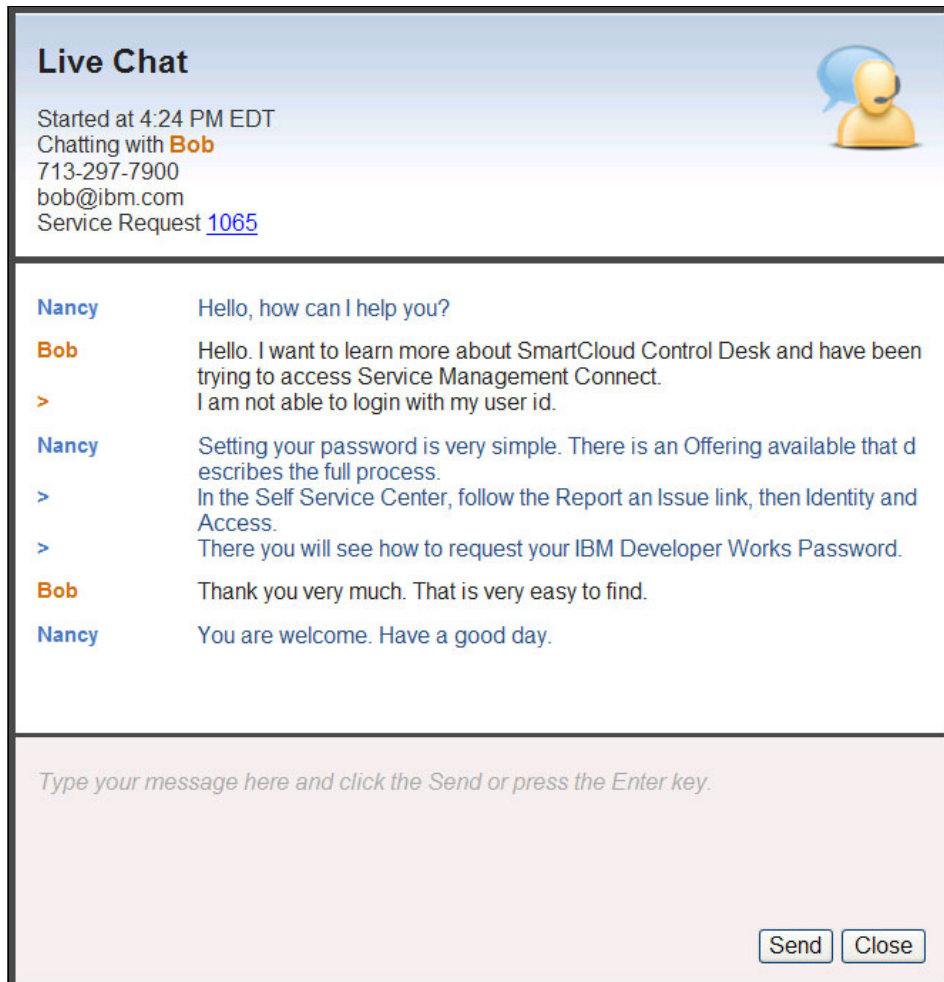 Live Chat
Started at 4:24 PM EDT
Chatting with Bob
713-297-7900
bob@ibm.com
Service Request 1065
Nancy Hello, how can I help you?
Bob Hello. I want to learn more about SmartCloud Control Desk and have been
trying to access Service Management Connect.
> I am not able to login with my user id.
Nancy Setting your password is very simple. There is an Offering available that d
escribes the full process.
> In the Self Service Center, follow the Report an Issue link, then Identity and
Access.
> There you will see how to request your IBM Developer Works Password.
Bob Thank you very much. That is very easy to find.
Nancy You are welcome. Have a good day.
Type your message here and click the Send or press the Enter key.
Send Close